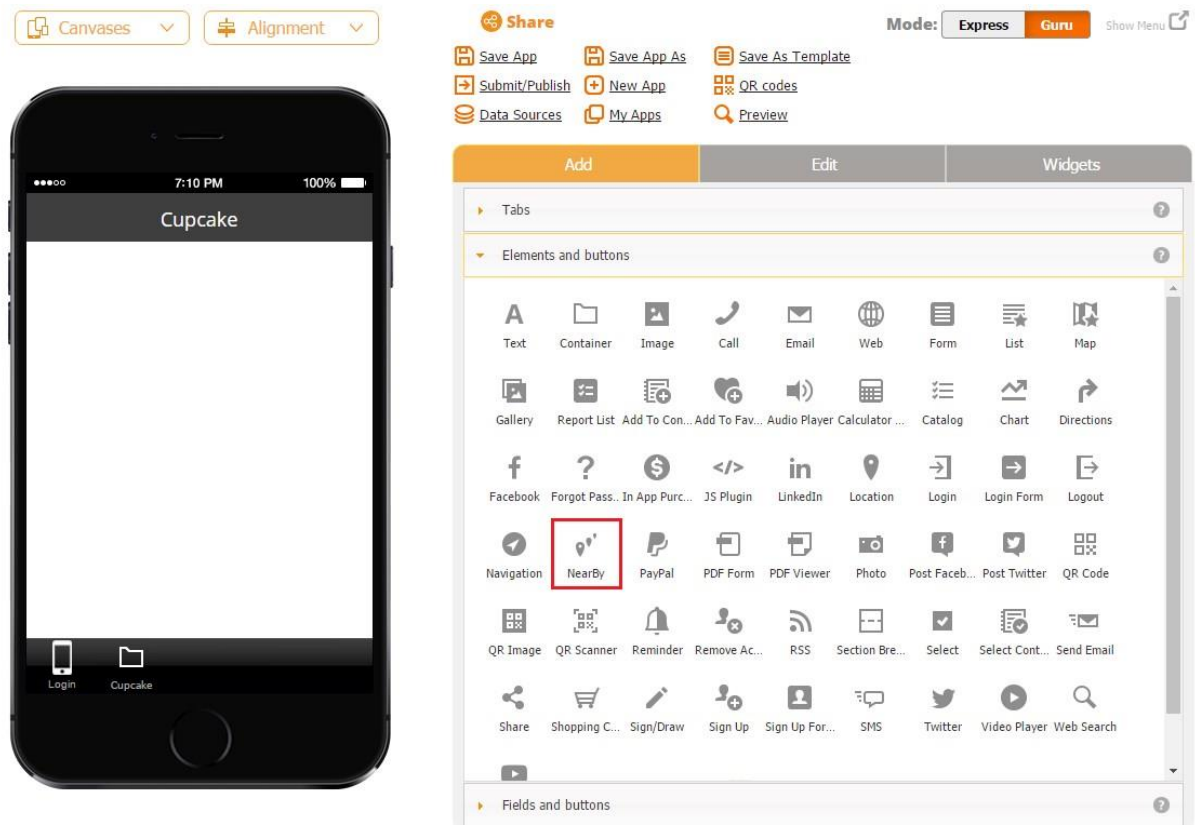 Canvases
Alignment
Share
Mode: Express Guru Show Menu
Save App Save App As Save As Template
Submit/Publish New App QR codes
Data Sources My Apps Preview
Add Edit Widgets
Tabs
Elements and buttons
Text Container Image Call Email Web Form List Map
Gallery Report List Add To Con... Add To Fav... Audio Player Calculator ... Catalog Chart Directions
Facebook Forgot Pass.. In App Purc... JS Plugin LinkedIn Location Login Login Form Logout
Navigation NearBy PayPal PDF Form PDF Viewer Photo Post Faceb... Post Twitter QR Code
QR Image QR Scanner Reminder Remove Ac... RSS Section Bre... Select Select Cont... Send Email
Share Shopping C... Sign/Draw Sign Up Sign Up For... SMS Twitter Video Player Web Search
Fields and buttons
7:10 PM 100%
Cupcake
Login Cupcake